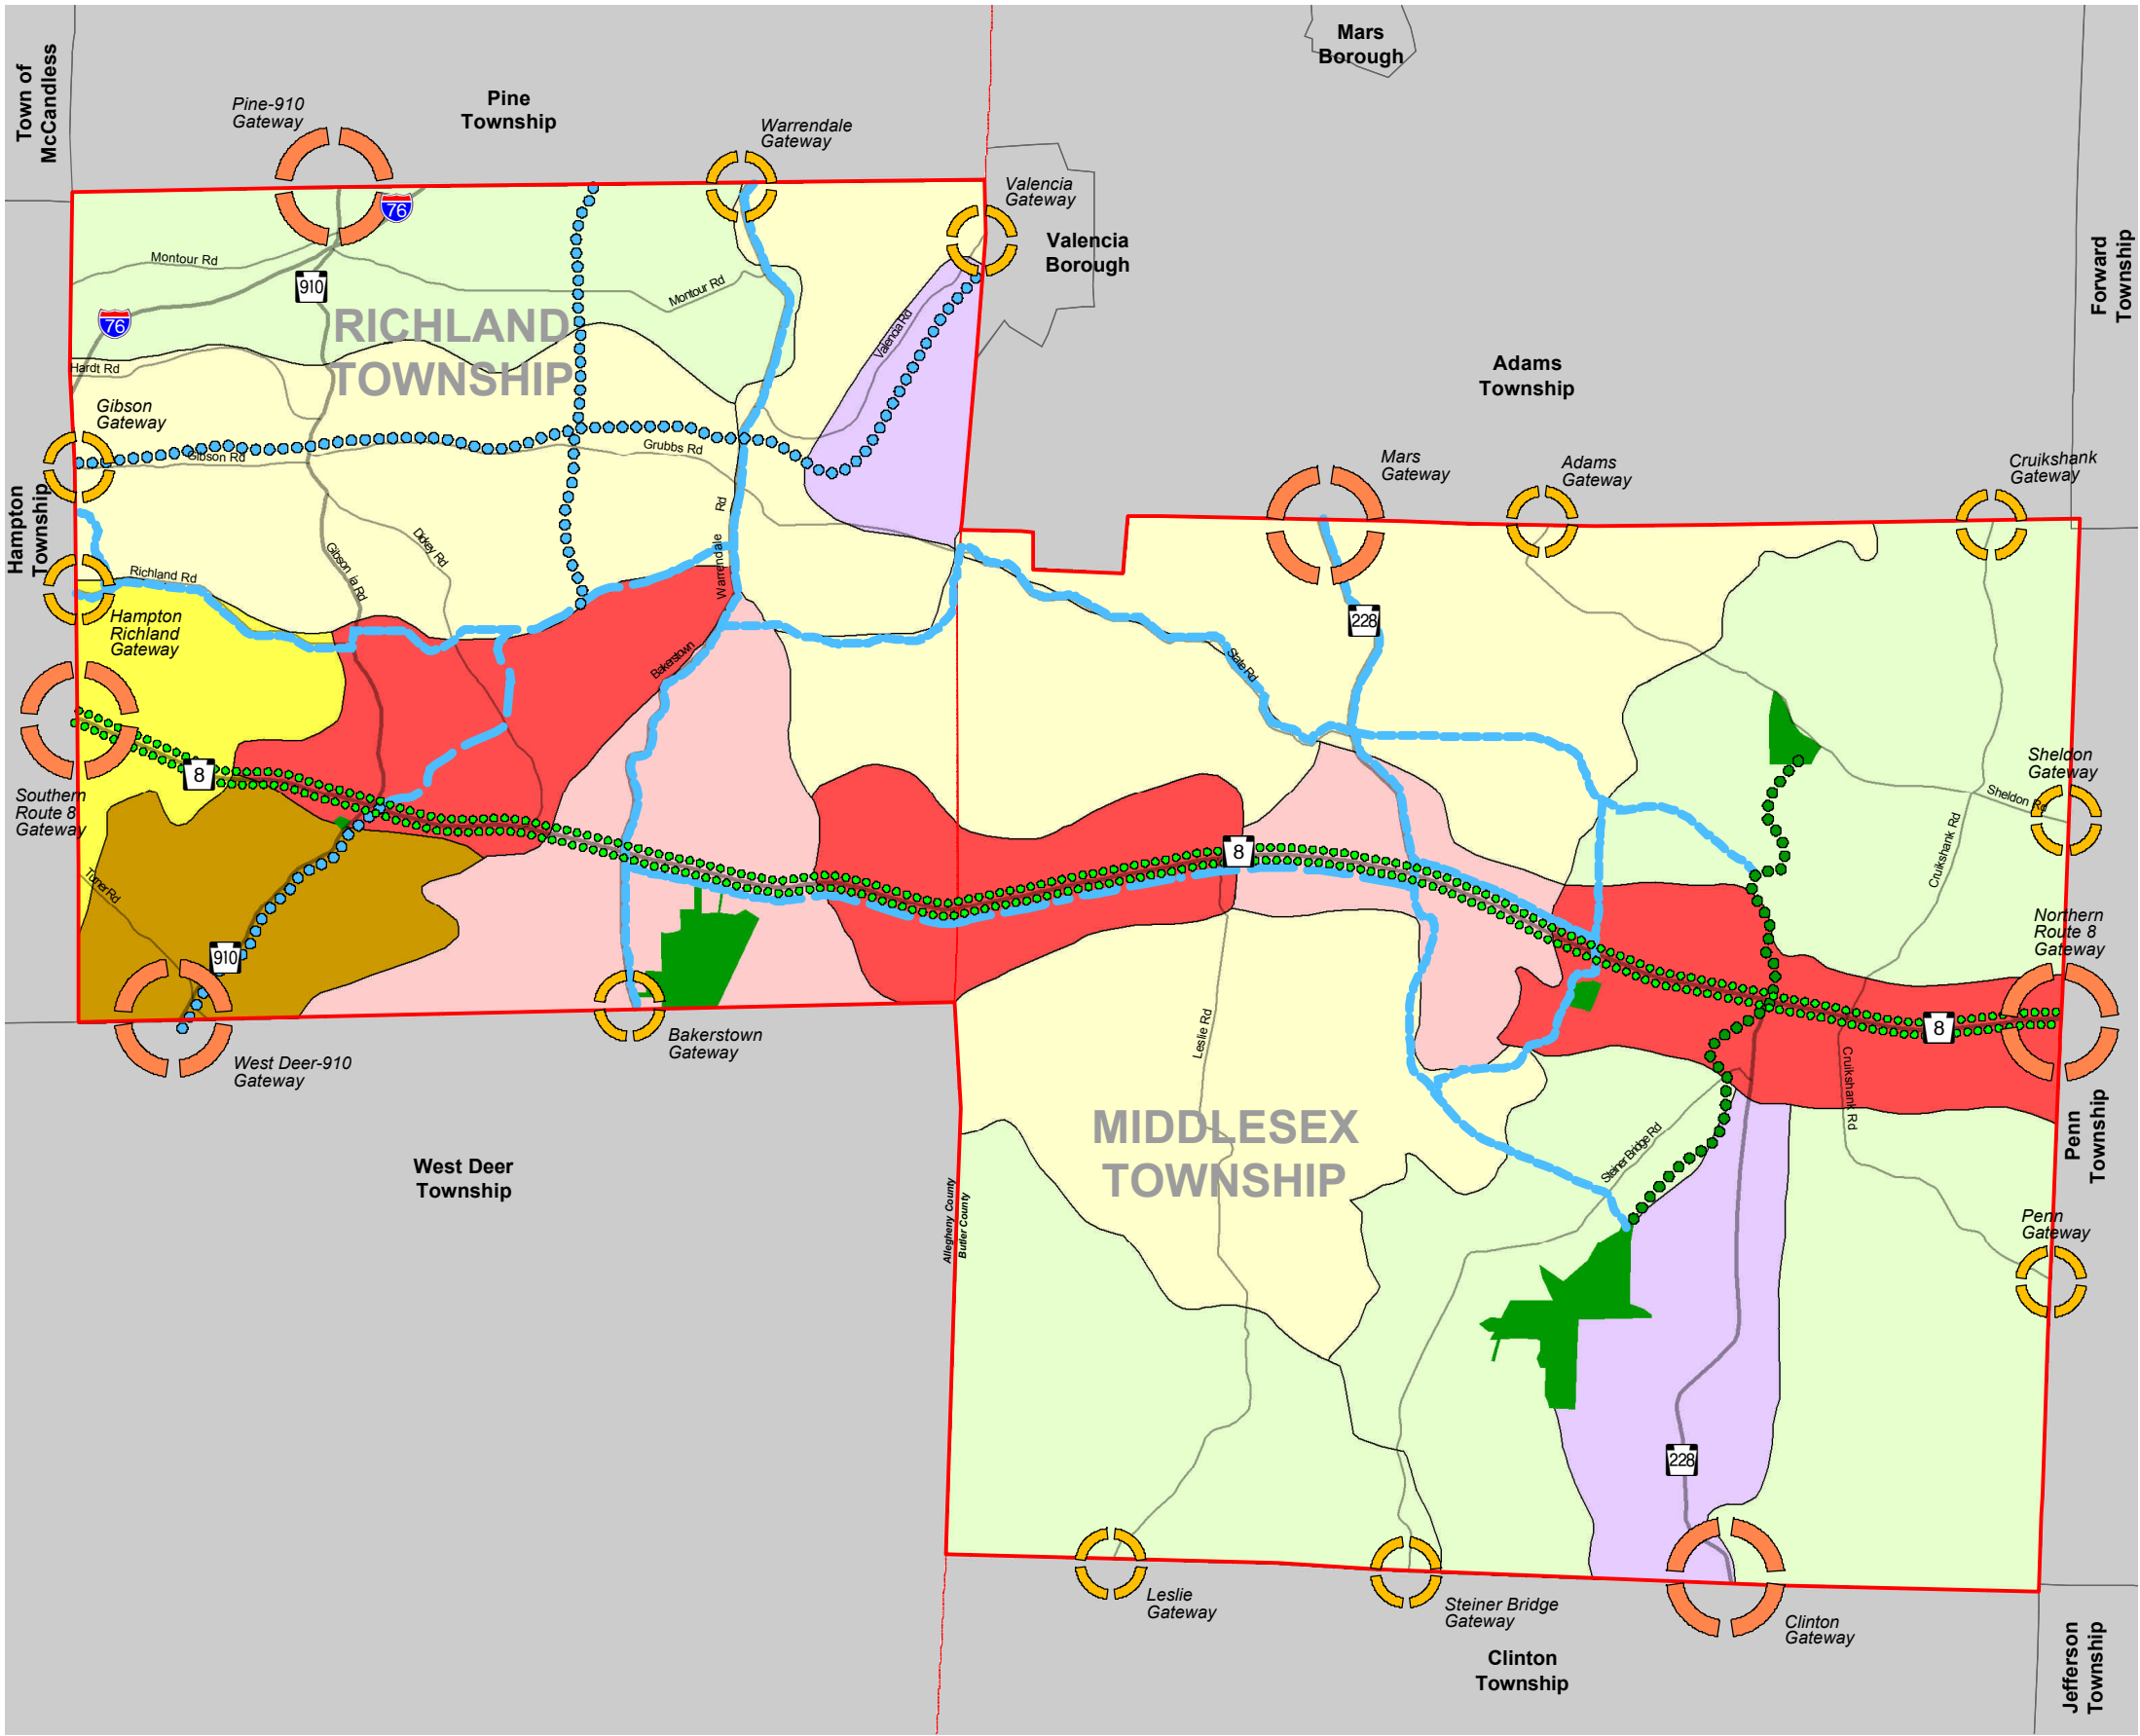 Town of
McCandless
Pine
Township
Mars
Borough
Pine-910
Gateway
Warrendale
Gateway
Valencia
Gateway
Valencia
Borough
Forward
Township
Adams
Township
76
Montour Rd
910
Montour Rd
76
RICHLAND
TOWNSHIP
Valencia Rd
Hardt Rd
Gibson
Gateway
Gibson Rd
Grubbs Rd
Hampton
Township
Mars
Gateway
Adams
Gateway
Cruikshank
Gateway
Warrendale Rd
Dickey Rd
Gibson ia Rd
Richland Rd
Hampton
Richland
Gateway
228
Bakerstown
State Rd
8
Southern
Route 8
Gateway
Sheldon
Gateway
Sheldon Rd
Cruikshank Rd
8
Turner Rd
910
Northern
Route 8
Gateway
8
Leslie Rd
Bakerstown
Gateway
West Deer-910
Gateway
Cruikshank Rd
MIDDLESEX
TOWNSHIP
Steiner Bridge Rd
Penn
Township
West Deer
Township
Allegheny County
Butler County
Penn
Gateway
228
Leslie
Gateway
Steiner Bridge
Gateway
Clinton
Gateway
Clinton
Township
Jefferson
Township